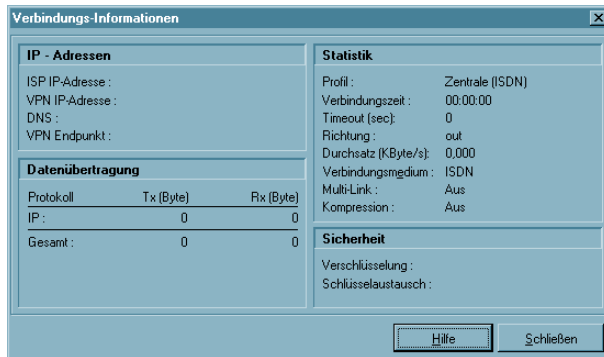 Verbindungs-Informationen
IP - Adressen
ISP IP-Adresse :
VPN IP-Adresse :
DNS :
VPN Endpunkt :
Datenübertragung
Protokoll Tx (Byte) Rx (Byte)
IP : 0 0
Gesamt : 0 0
Statistik
Profil : Zentrale (ISDN)
Verbindungszeit : 00:00:00
Timeout (sec): 0
Richtung : out
Durchsatz (KByte/s): 0,000
Verbindungsmedium : ISDN
Multi-Link : Aus
Kompression : Aus
Sicherheit
Verschlüsselung :
Schlüsselaustausch :
Hilfe Schließen